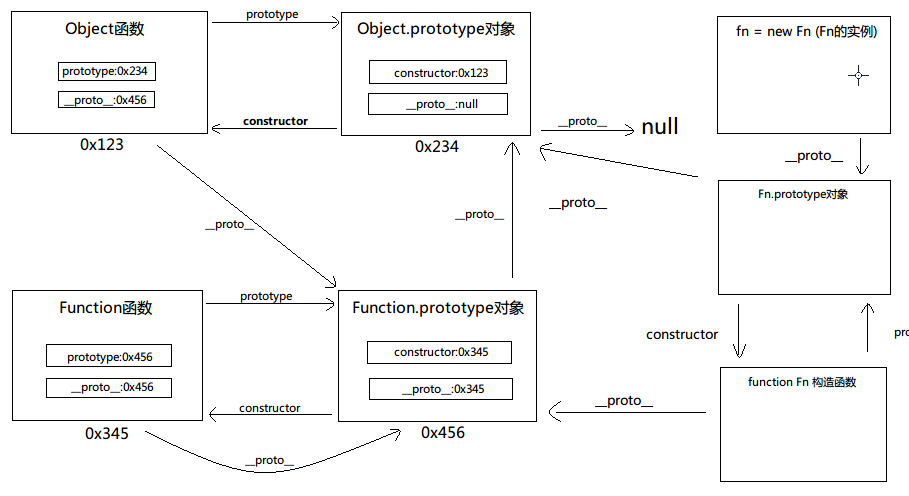 Object函数
prototype:0x234
__proto__:0x456
0x123
prototype
constructor
Object.prototype对象
constructor:0x123
__proto__:null
0x234
__proto__
null
fn = new Fn (Fn的实例)
__proto__
Fn.prototype对象
__proto__
__proto__
__proto__
Function函数
prototype:0x456
__proto__:0x456
0x345
prototype
constructor
__proto__
Function.prototype对象
constructor:0x345
__proto__:0x345
0x456
constructor
pro
function Fn 构造函数
__proto__